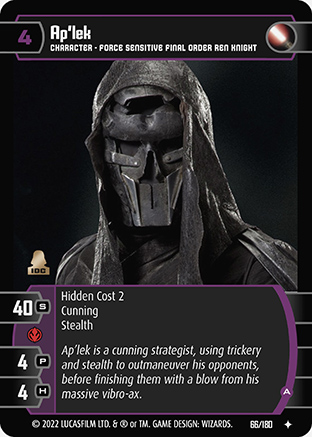 4
Ap'lek
CHARACTER - FORCE SENSITIVE FINAL ORDER REN KNIGHT
IDC
40 S
4 P
4 H
Hidden Cost 2
Cunning
Stealth
Ap'lek is a cunning strategist, using trickery
and stealth to outmaneuver his opponents,
before finishing them with a blow from his
massive vibro-ax.
A
© 2022 LUCASFILM LTD. & ® OR TM. GAME DESIGN: WIZARDS.
66/180